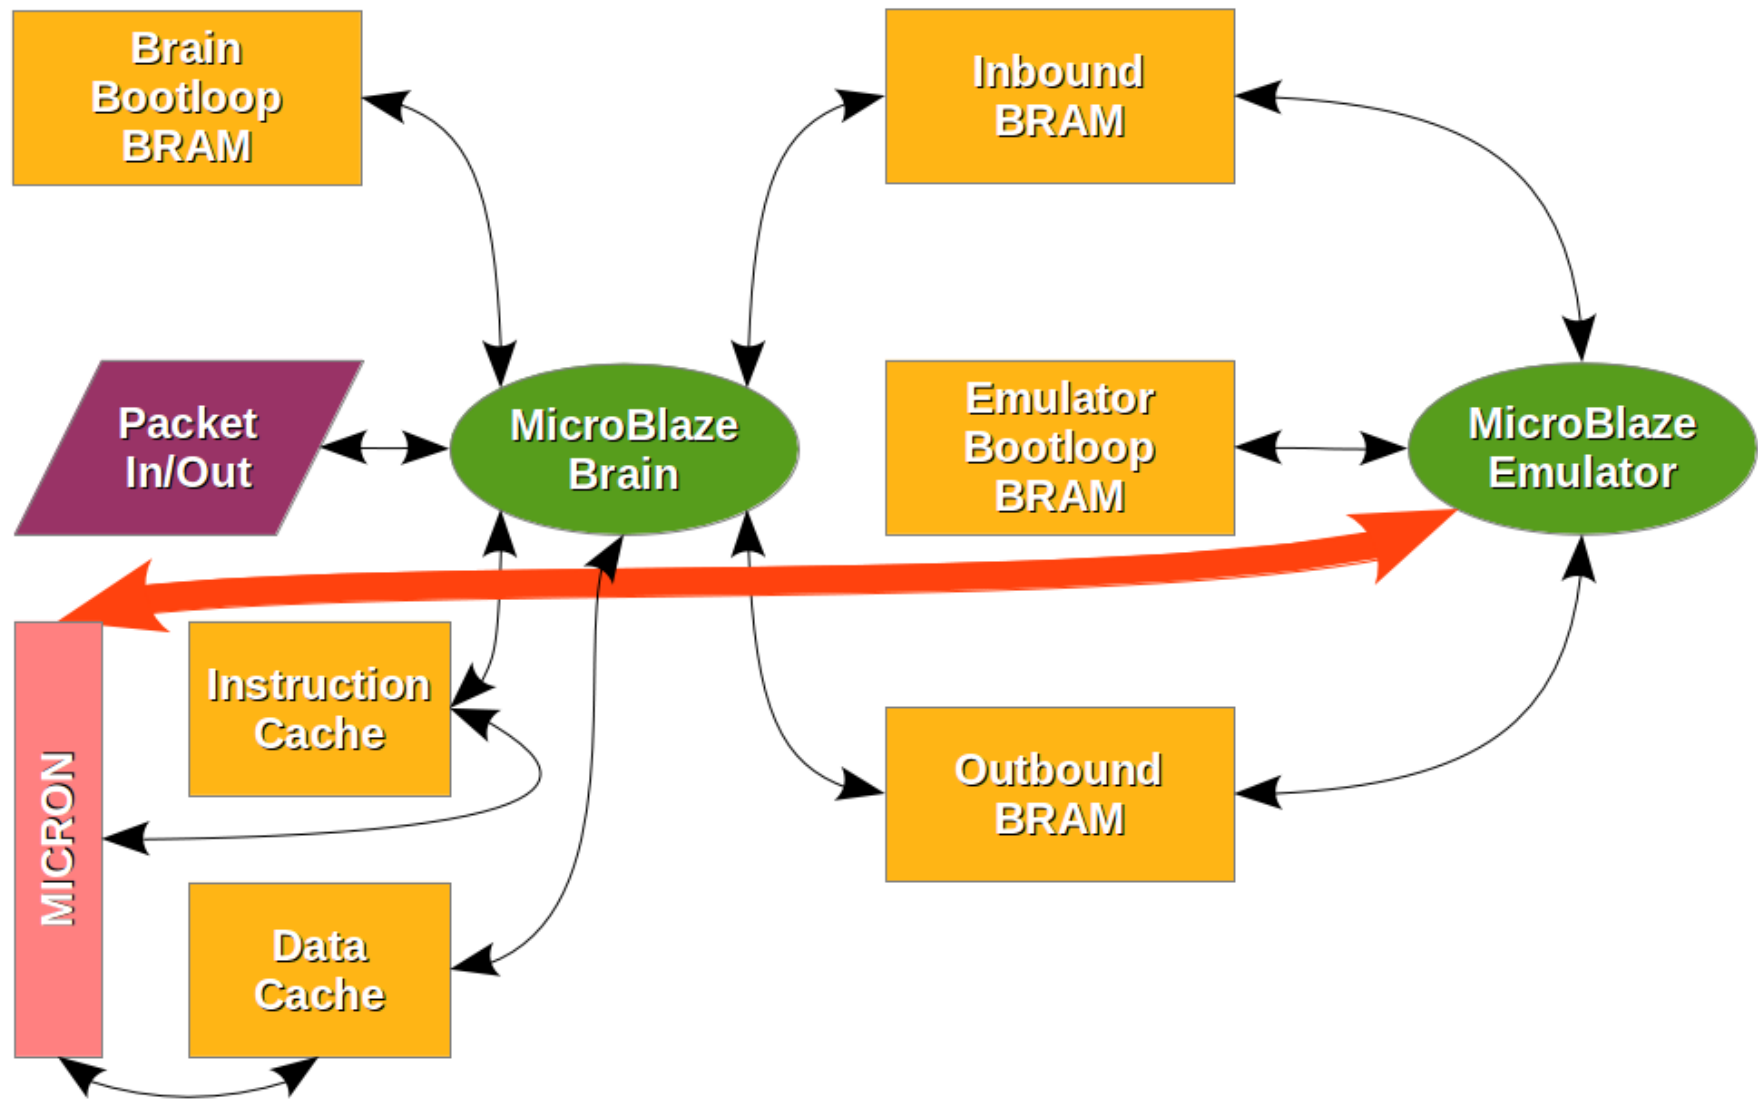 Brain
Bootloop
BRAM
Inbound
BRAM
Packet
In/Out
MicroBlaze
Brain
Emulator
Bootloop
BRAM
MicroBlaze
Emulator
MICRON
Instruction
Cache
Outbound
BRAM
Data
Cache